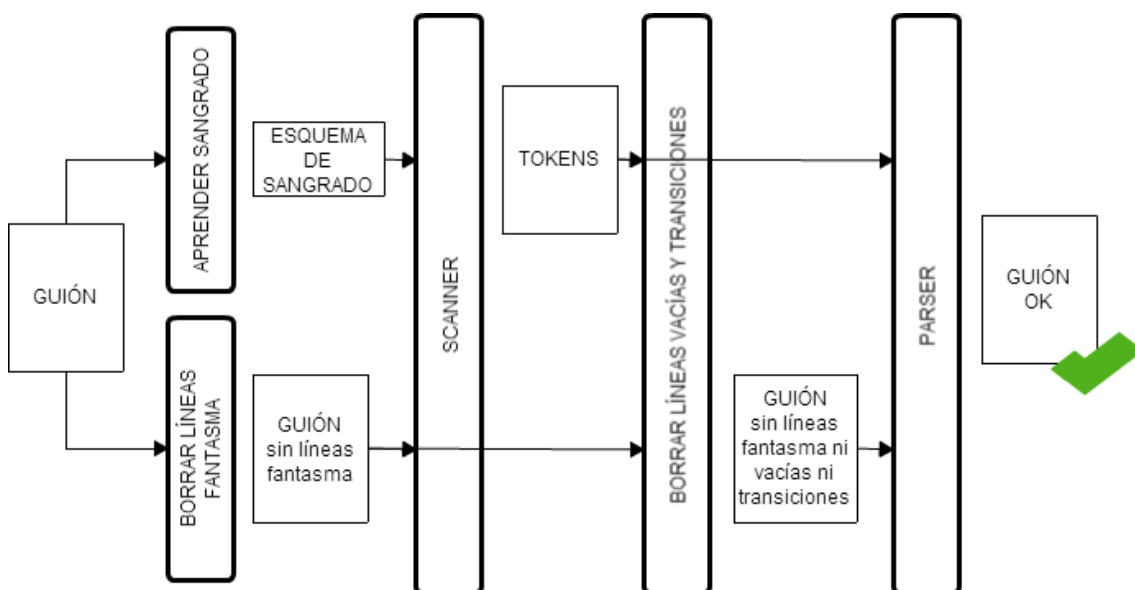 GUIÓN
APRENDER SANGRADO
BORRAR LÍNEAS
FANTASMA
ESQUEMA
DE
SANGRADO
GUIÓN
sin líneas
fantasma
SCANNER
TOKENS
BORRAR LÍNEAS VACÍAS Y TRANSICIONES
GUIÓN
sin líneas
fantasma ni
vacías ni
transiciones
PARSER
GUIÓN
OK